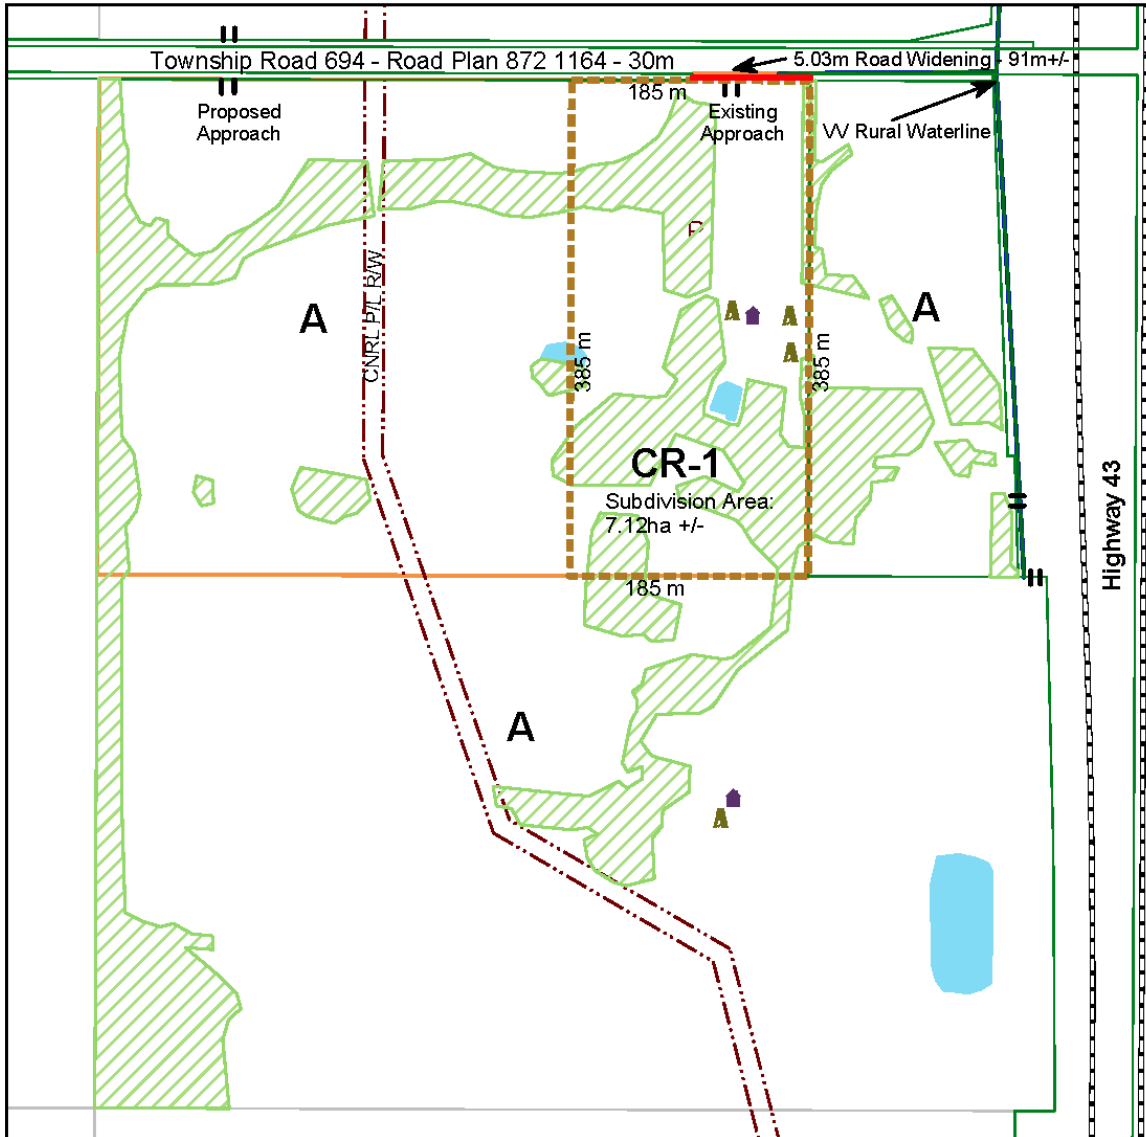 Township Road 694 - Road Plan 872 1164 - 30m
5.03m Road Widening - 91m+/-
Proposed
Approach
185 m
Existing
Approach
W Rural Waterline
CNRL P/L R/W
A
385 m
385 m
A
CR-1
Subdivision Area:
7.12ha +/-
185 m
Highway 43
A